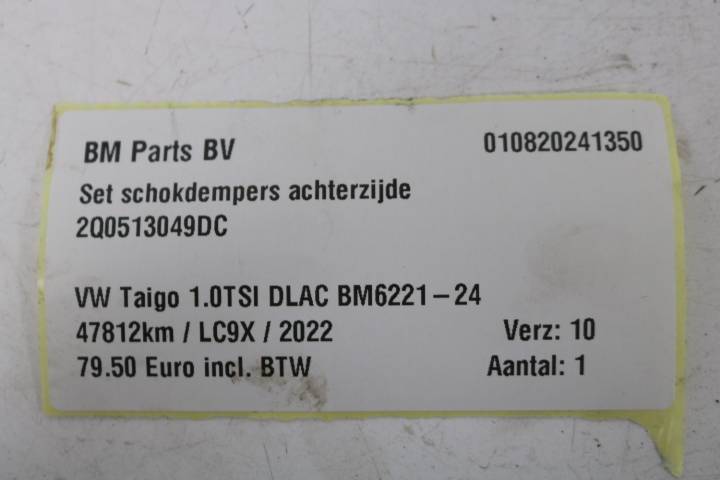 BM Parts BV 010820241350
Set schokdempers achterzijde
2Q0513049DC
VW Taigo 1.0TSI DLAC BM6221-24
47812km / LC9X / 2022 Verz: 10
79.50 Euro incl. BTW Aantal: 1